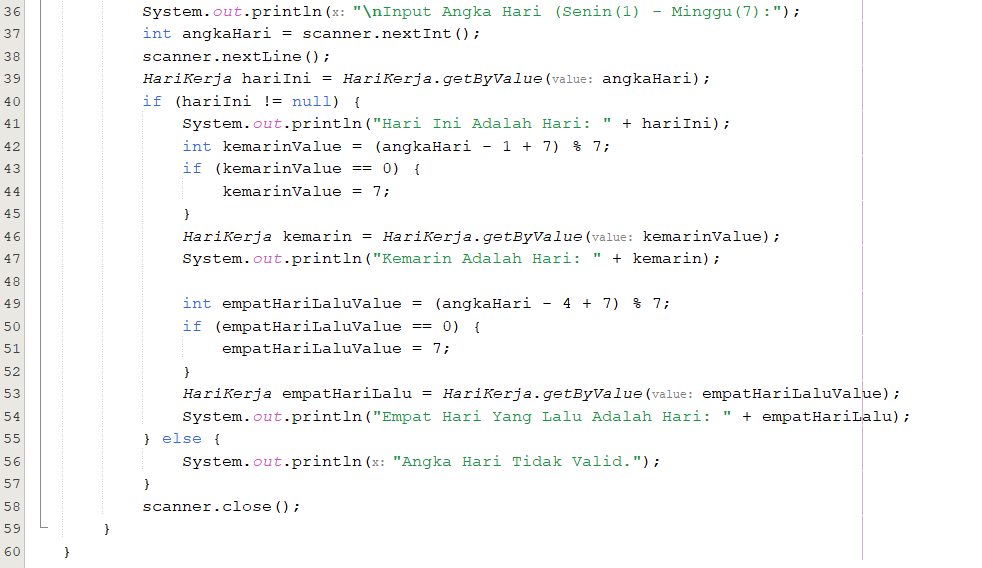 36 System.out.println(x: "\nInput Angka Hari (Senin(1) - Minggu(7):");
37 int angkaHari = scanner.nextInt();
38 scanner.nextLine();
39 HariKerja hariIni = HariKerja.getByValue(value: angkaHari);
40 if (hariIni != null) {
41 System.out.println("Hari Ini Adalah Hari: " + hariIni);
42 int kemarinValue = (angkaHari - 1 + 7) % 7;
43 if (kemarinValue == 0) {
44 kemarinValue = 7;
45 }
46 HariKerja kemarin = HariKerja.getByValue(value: kemarinValue);
47 System.out.println("Kemarin Adalah Hari: " + kemarin);
48
49 int empatHariLaluValue = (angkaHari - 4 + 7) % 7;
50 if (empatHariLaluValue == 0) {
51 empatHariLaluValue = 7;
52 }
53 HariKerja empatHariLalu = HariKerja.getByValue(value: empatHariLaluValue);
54 System.out.println("Empat Hari Yang Lalu Adalah Hari: " + empatHariLalu);
55 } else {
56 System.out.println(x: "Angka Hari Tidak Valid.");
57 }
58 scanner.close();
59 }
60 }